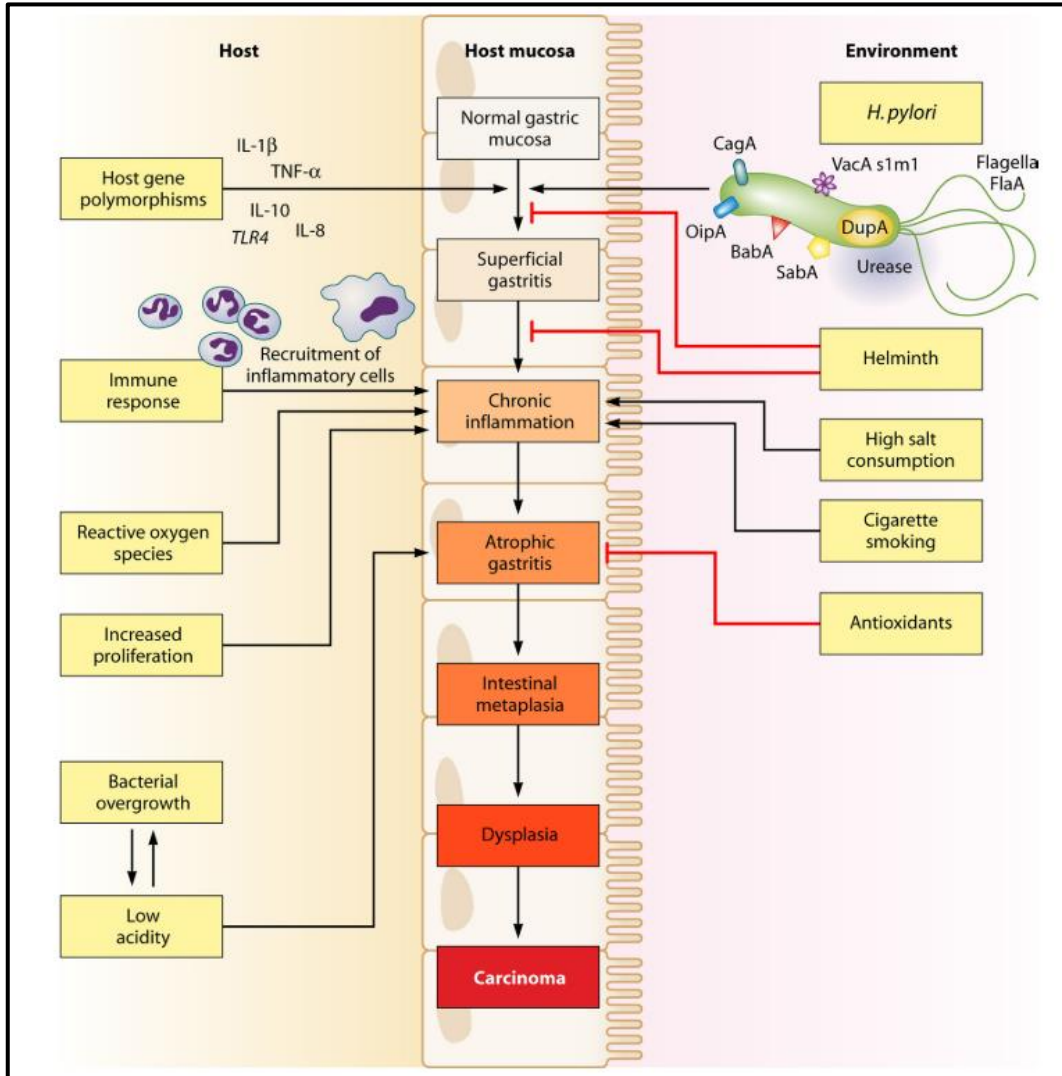 Host
Host mucosa
Environment
Normal gastric
mucosa
H. pylori
IL-1β
TNF-α
Host gene
polymorphisms
IL-10
TLR4
IL-8
CagA
VacA s1m1
Flagella
FlaA
OipA
BabA
SabA
DupA
Urease
Superficial
gastritis
Recruitment of
inflammatory cells
Immune
response
Helminth
Chronic
inflammation
High salt
consumption
Reactive oxygen
species
Atrophic
gastritis
Cigarette
smoking
Increased
proliferation
Antioxidants
Intestinal
metaplasia
Bacterial
overgrowth
Dysplasia
Low
acidity
Carcinoma